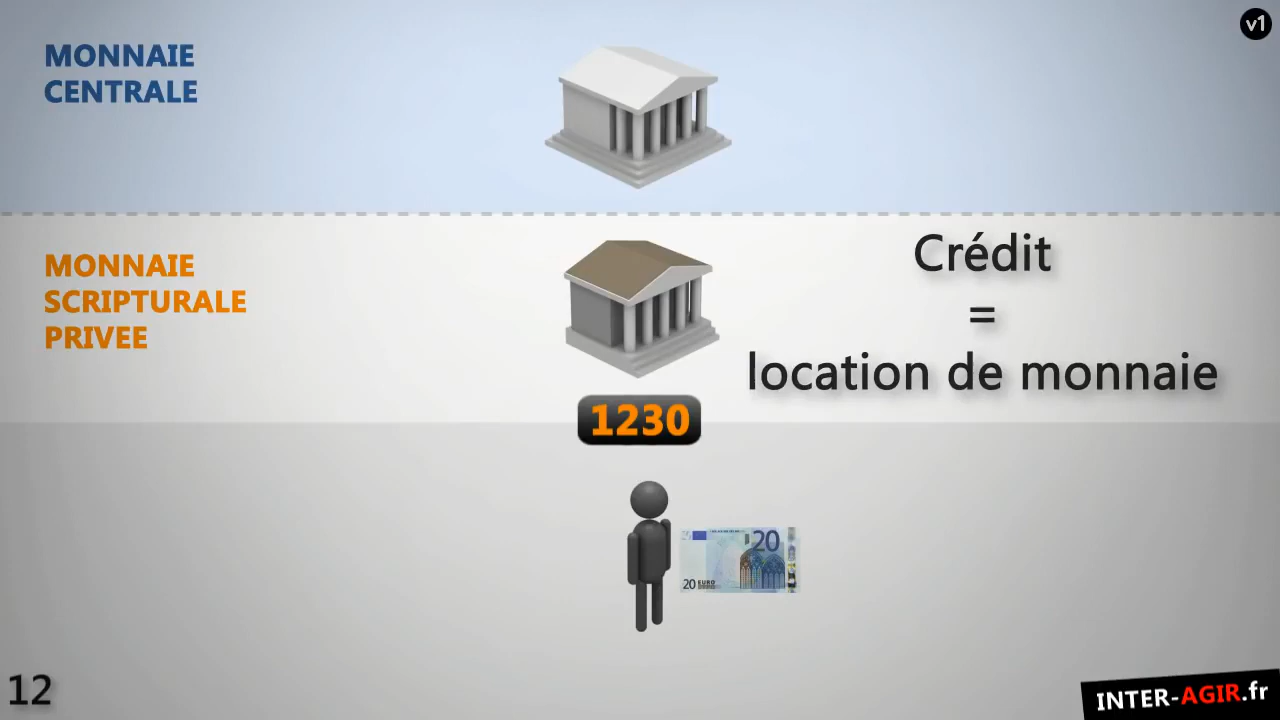 v1
MONNAIE
CENTRALE
MONNAIE
SCRIPTURALE
PRIVEE
Crédit
=
location de monnaie
1230
20
20 EURO
12
INTER-AGIR.fr